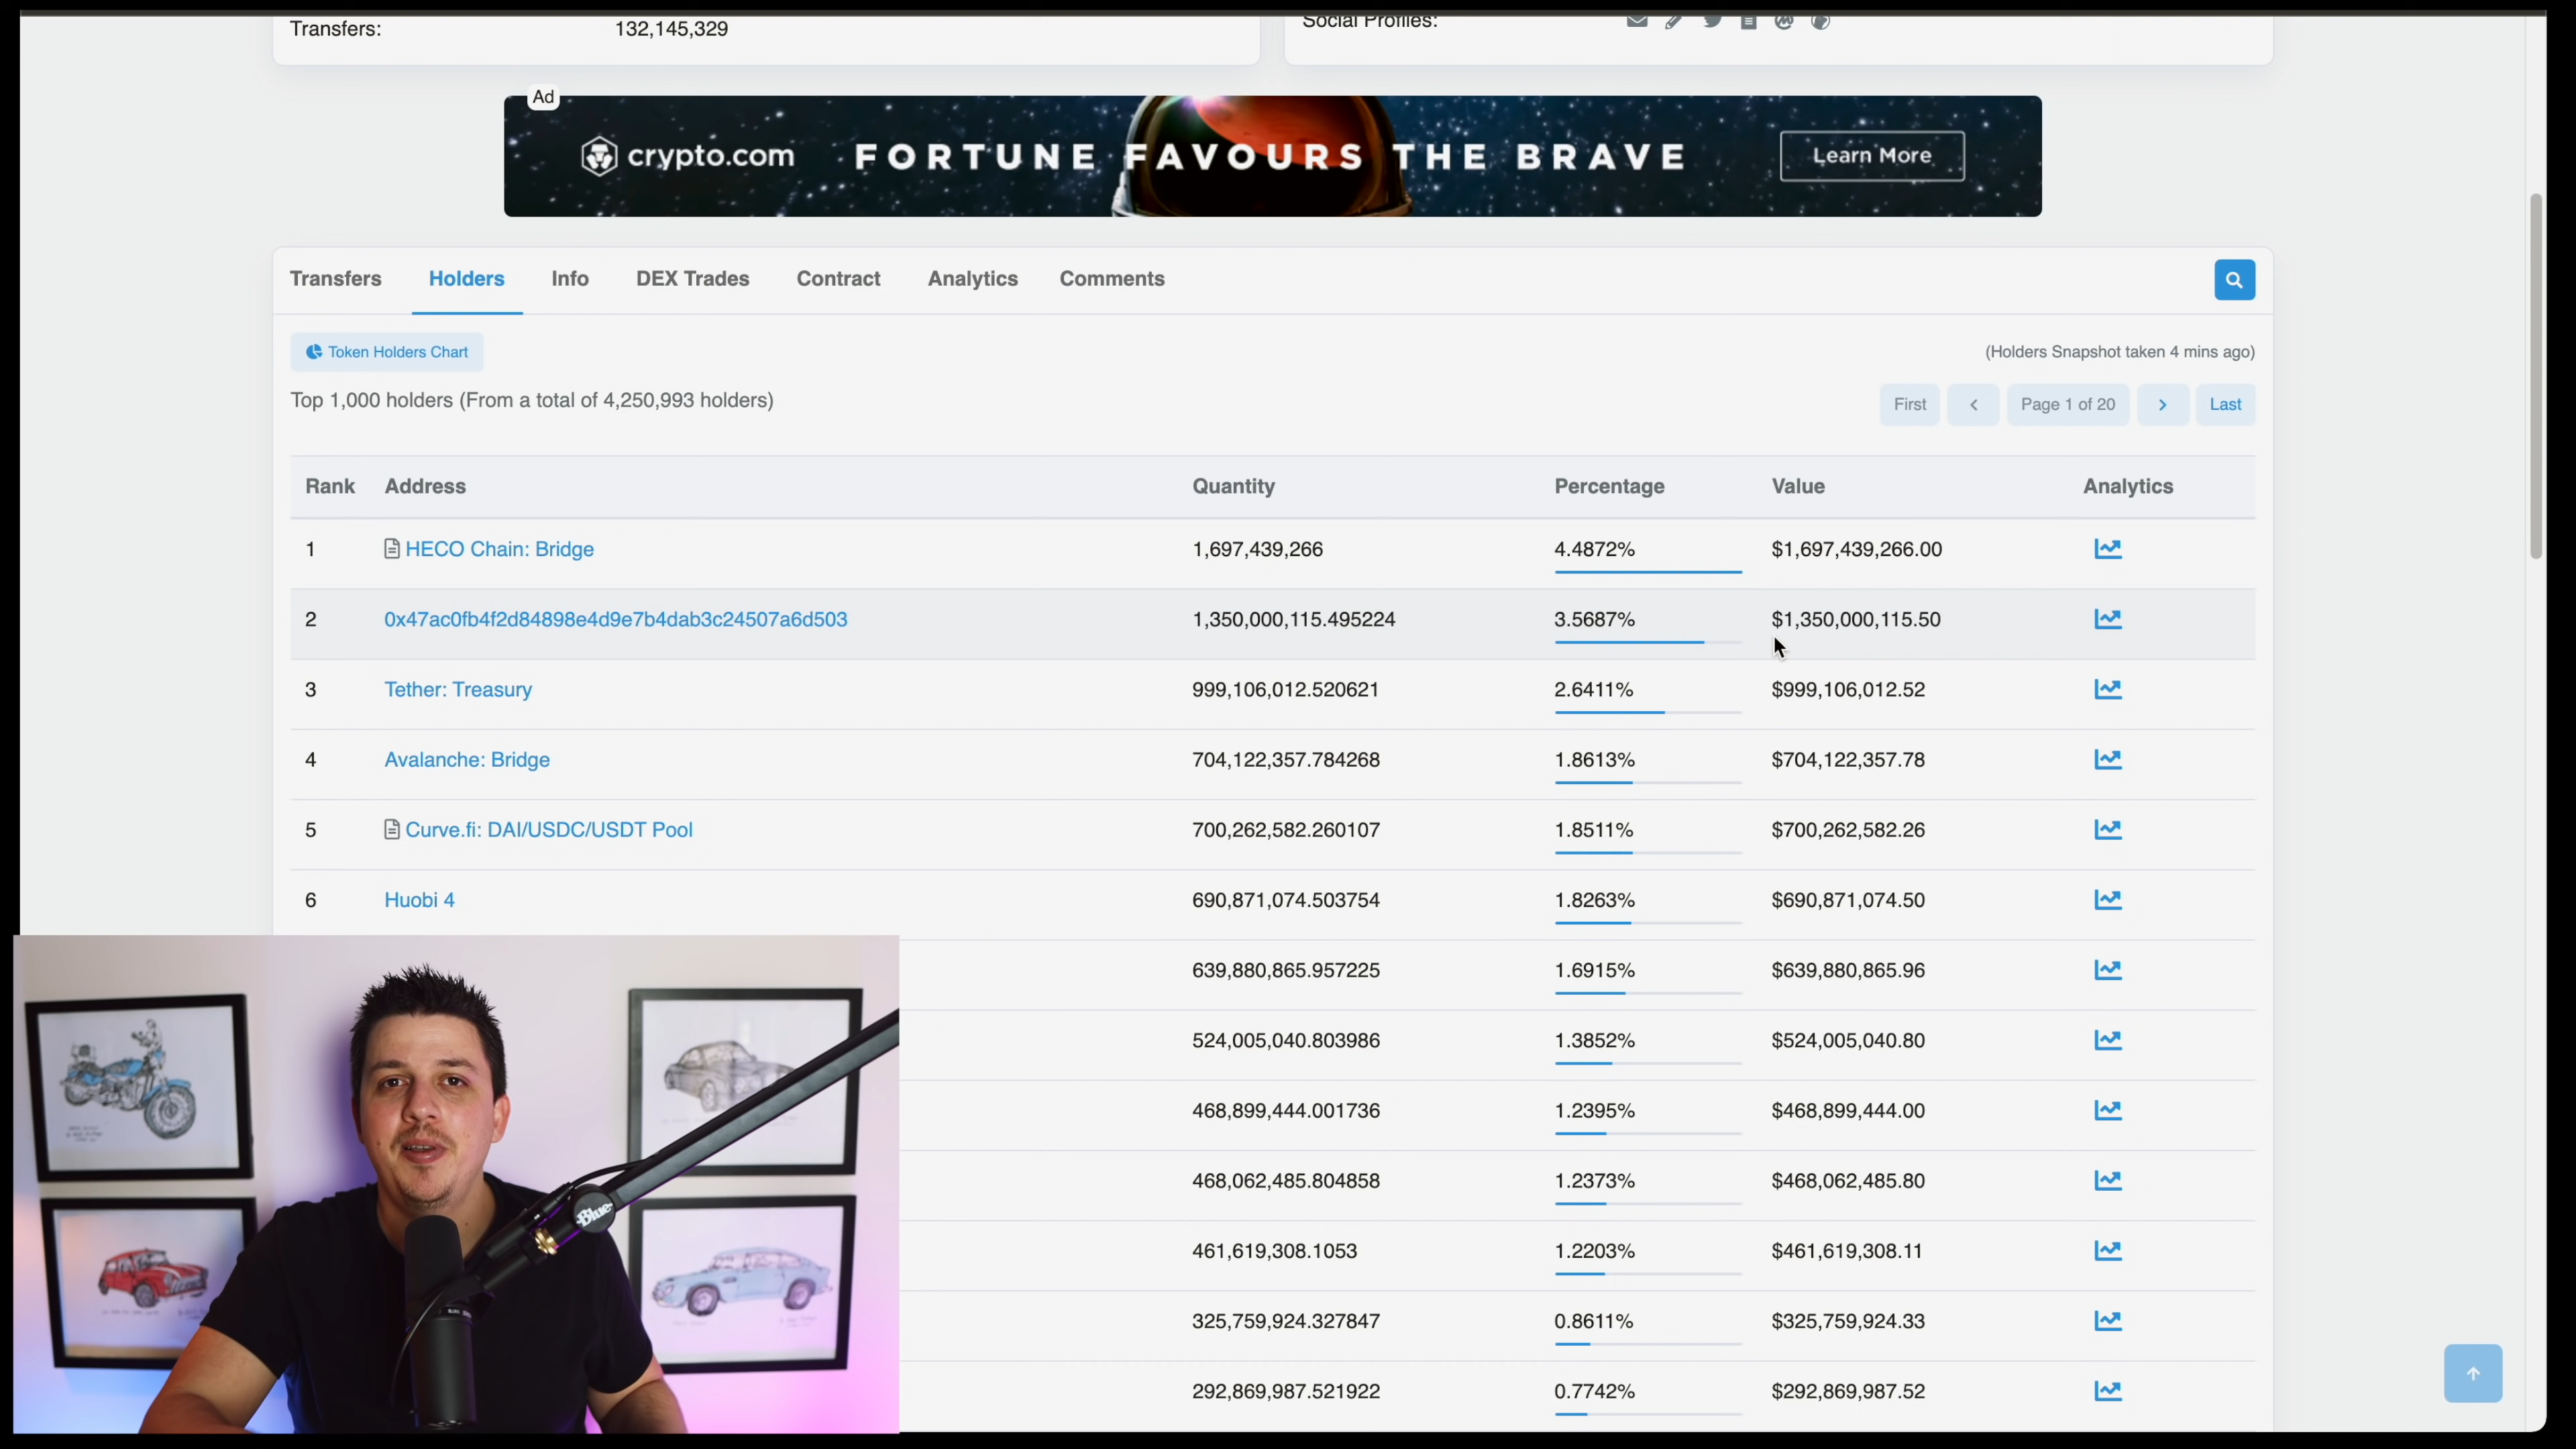 Transfers: 132,145,329
Social Profiles:
Ad
crypto.com FORTUNE FAVOURS THE BRAVE Learn More
Transfers Holders Info DEX Trades Contract Analytics Comments
Token Holders Chart
(Holders Snapshot taken 4 mins ago)
Top 1,000 holders (From a total of 4,250,993 holders)
First Page 1 of 20 Last
Rank Address Quantity Percentage Value Analytics
1 HECO Chain: Bridge 1,697,439,266 4.4872% $1,697,439,266.00
2 0x47ac0fb4f2d84898e4d9e7b4dab3c24507a6d503 1,350,000,115.495224 3.5687% $1,350,000,115.50
3 Tether: Treasury 999,106,012.520621 2.6411% $999,106,012.52
4 Avalanche: Bridge 704,122,357.784268 1.8613% $704,122,357.78
5 Curve.fi: DAI/USDC/USDT Pool 700,262,582.260107 1.8511% $700,262,582.26
6 Huobi 4 690,871,074.503754 1.8263% $690,871,074.50
639,880,865.957225 1.6915% $639,880,865.96
524,005,040.803986 1.3852% $524,005,040.80
468,899,444.001736 1.2395% $468,899,444.00
468,062,485.804858 1.2373% $468,062,485.80
461,619,308.1053 1.2203% $461,619,308.11
325,759,924.327847 0.8611% $325,759,924.33
292,869,987.521922 0.7742% $292,869,987.52
Blue